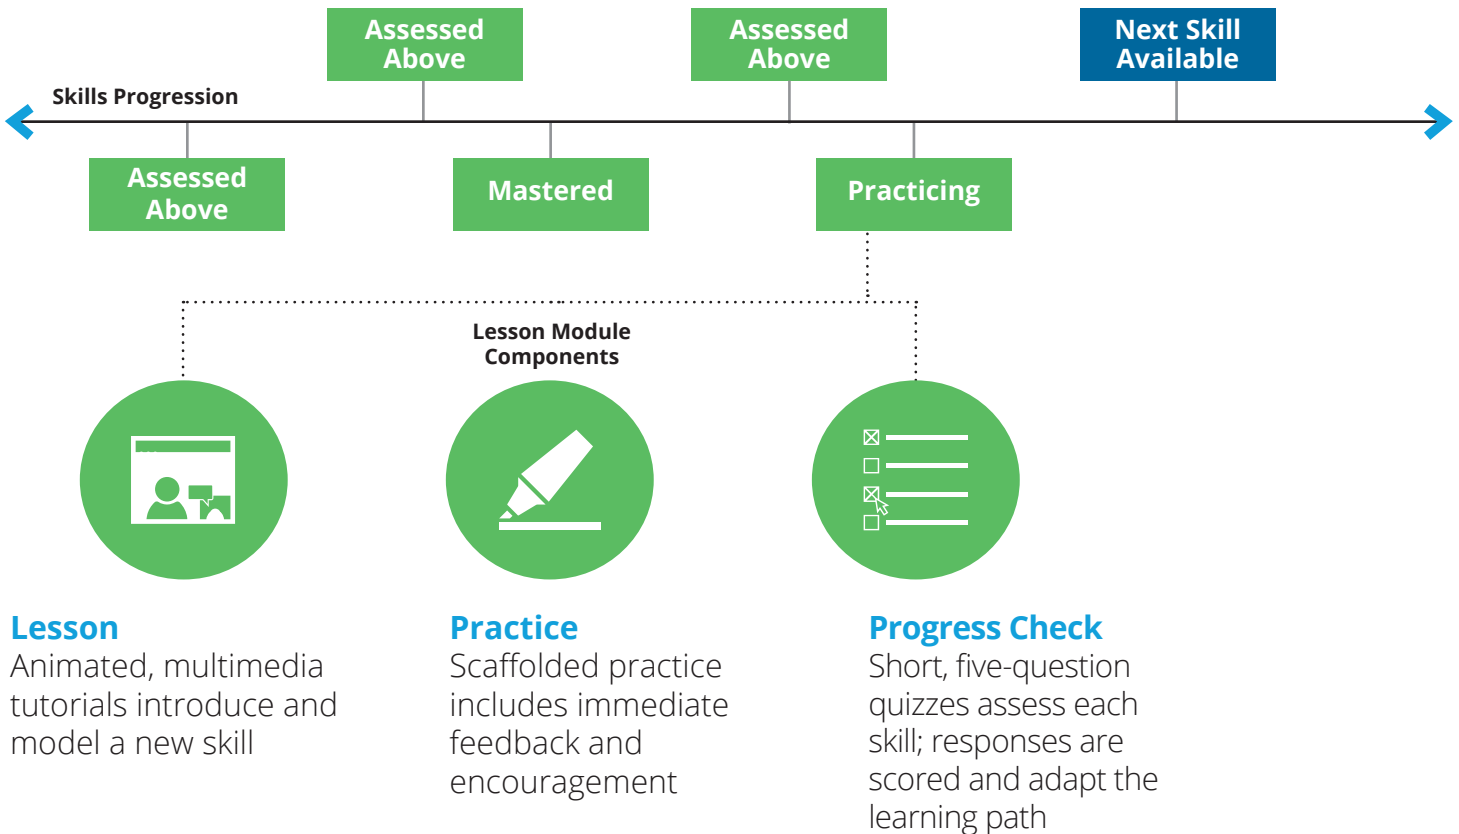 Assessed
Above
Assessed
Above
Next Skill
Available
Skills Progression
Assessed
Above
Mastered
Practicing
Lesson Module
Components
Lesson
Animated, multimedia
tutorials introduce and
model a new skill
Practice
Scaffolded practice
includes immediate
feedback and
encouragement
Progress Check
Short, five-question
quizzes assess each
skill; responses are
scored and adapt the
learning path